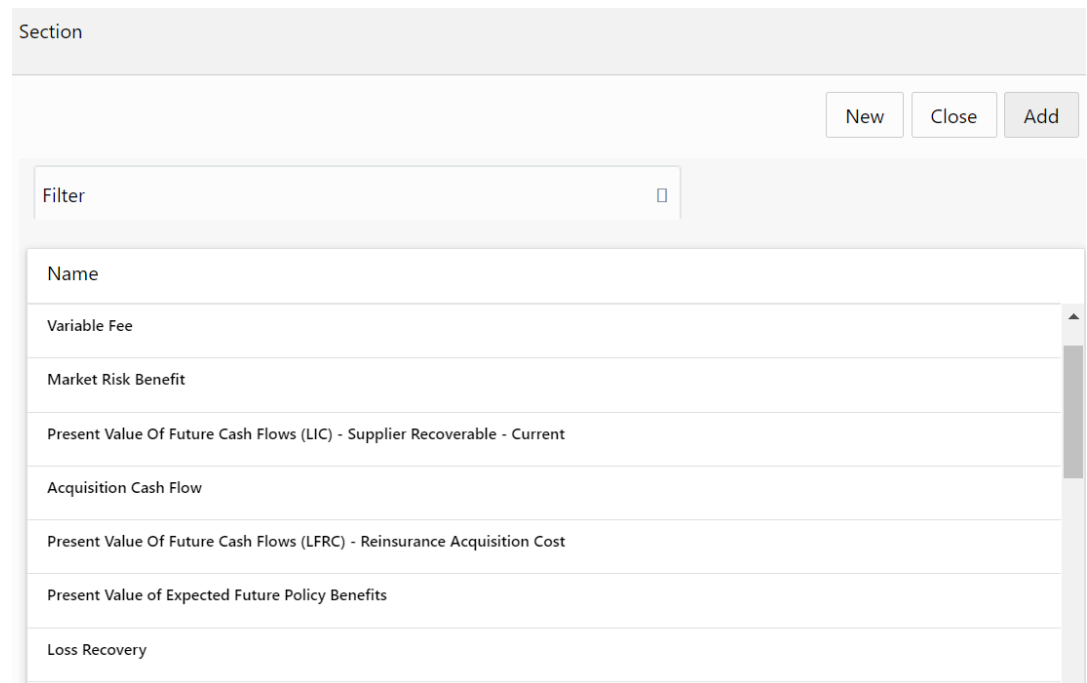 Section
New Close Add
Filter
Name
Variable Fee
Market Risk Benefit
Present Value Of Future Cash Flows (LIC) - Supplier Recoverable - Current
Acquisition Cash Flow
Present Value Of Future Cash Flows (LFRC) - Reinsurance Acquisition Cost
Present Value of Expected Future Policy Benefits
Loss Recovery